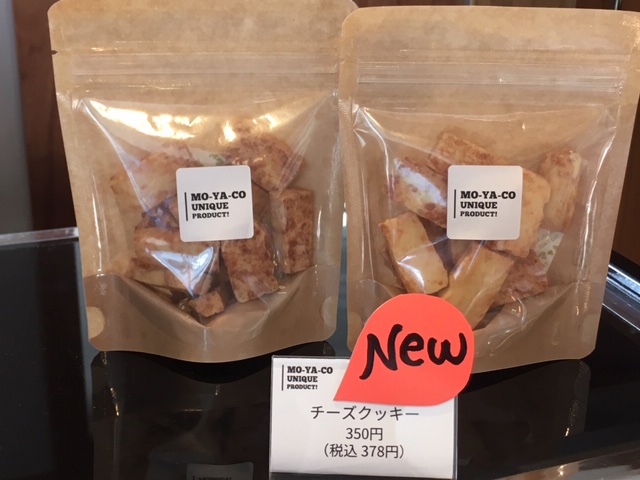 MO-YA-CO
UNIQUE
PRODUCT!
MO-YA-CO
UNIQUE
PRODUCT!
New
MO-YA-CO
UNIQUE
PRODUCT!
チーズクッキー
350円
(税込 378円)